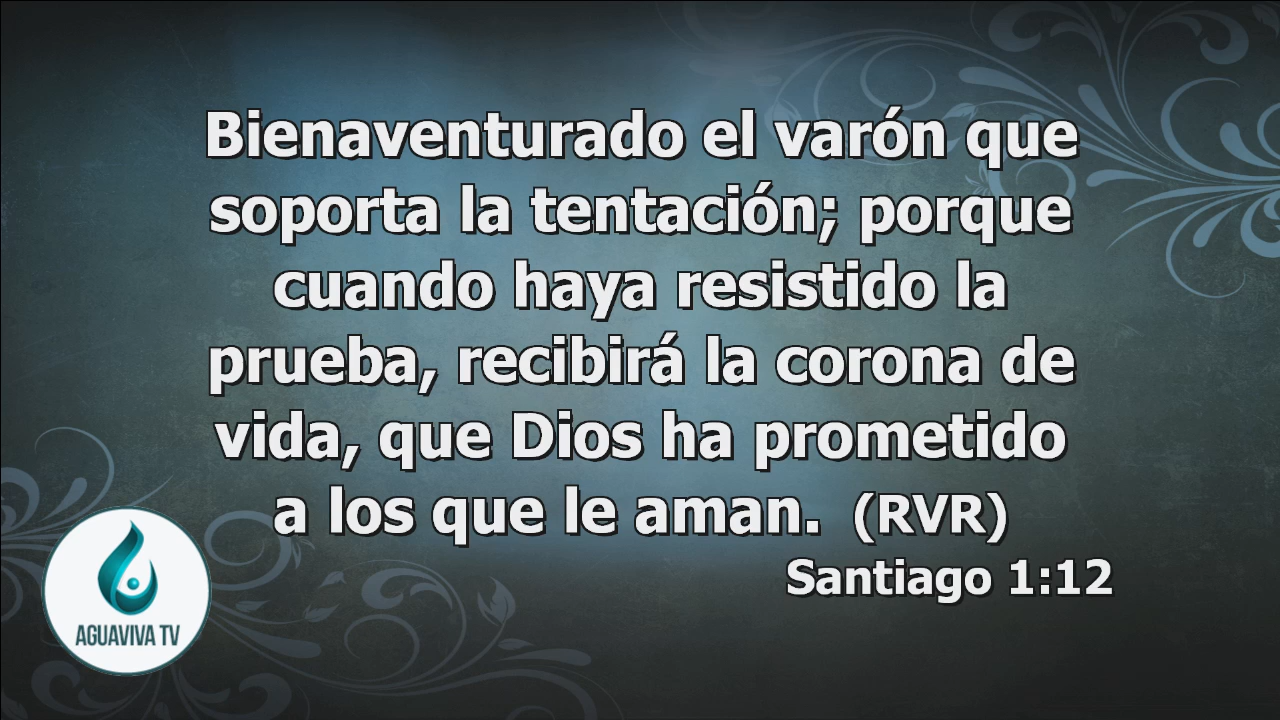 Bienaventurado el varón que
soporta la tentación; porque
cuando haya resistido la
prueba, recibirá la corona de
vida, que Dios ha prometido
a los que le aman. (RVR)
Santiago 1:12
AGUAVIVA TV